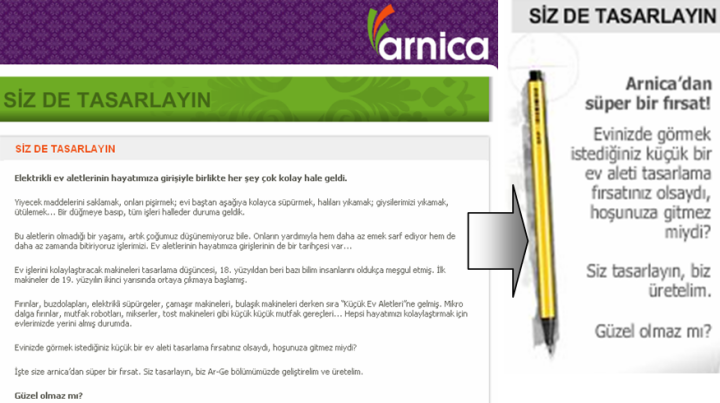 arnica
SİZ DE TASARLAYIN
SİZ DE TASARLAYIN
Elektrikli ev aletlerinin hayatımıza girişiyle birlikte her şey çok kolay hale geldi.
Yiyecek maddelerini saklamak, onları pişirmek; evi baştan aşağıya kolayca süpürmek, halıları yıkamak; giysilerimizi yıkamak,
ütülemek... Bir düğmeye basıp, tüm işleri halleder duruma geldik.
Bu aletlerin olmadığı bir yaşamı, artık çoğumuz düşünemiyoruz bile. Onların yardımıyla hem daha az emek sarf ediyor hem de
daha az zamanda bitiriyoruz işlerimizi. Ev aletlerinin hayatımıza girişlerinin de bir tarihçesi var...
Ev işlerini kolaylaştıracak makineleri tasarlama düşüncesi, 18. yüzyıldan beri bazı bilim insanlarını oldukça meşgul etmiş. İlk
makineler de 19. yüzyılın ikinci yarısında ortaya çıkmaya başlamış.
Fırınlar, buzdolapları, elektrikli süpürgeler, çamaşır makineleri, bulaşık makineleri derken sıra "Küçük Ev Aletleri"ne gelmiş. Mikro
dalga fırınlar, mutfak robotları, mikserler, tost makineleri gibi küçük küçük mutfak gereçleri... Hepsi hayatımızı kolaylaştırmak için
evlerimizde yerini almış durumda.
Evinizde görmek istediğiniz küçük bir ev aletini tasarlama fırsatınız olsaydı, hoşunuza gitmez miydi?
İşte size arnica'dan süper bir fırsat. Siz tasarlayın, biz Ar-Ge bölümümüzde geliştirelim ve üretelim.
Güzel olmaz mı?
SİZ DE TASARLAYIN
Arnica'dan
süper bir fırsat!
Evinizde görmek
istediğiniz küçük bir
ev aleti tasarlama
fırsatınız olsaydı,
hoşunuza gitmez
miydi?
Siz tasarlayın, biz
üretelim.
Güzel olmaz mı?